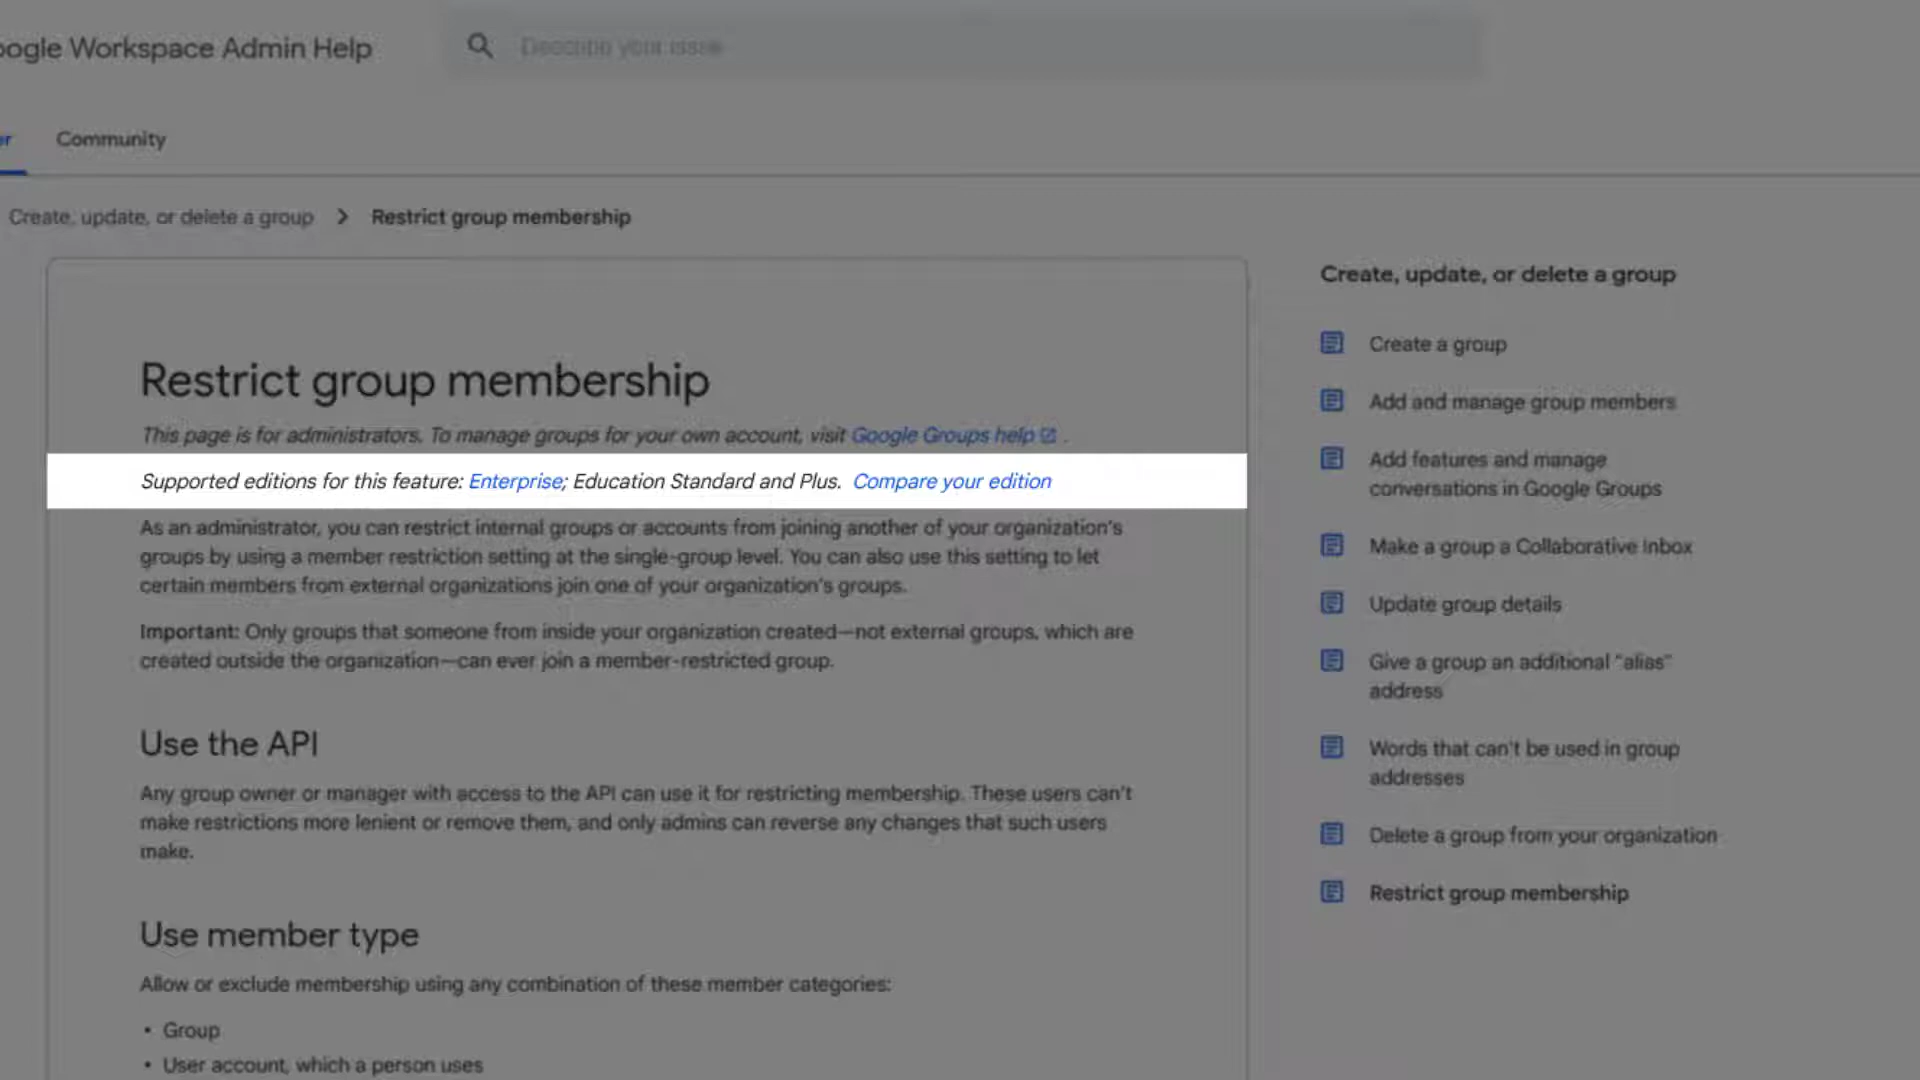 oogle Workspace Admin Help
Describe your issue
er
Community
Create, update, or delete a group > Restrict group membership
Restrict group membership
This page is for administrators. To manage groups for your own account, visit Google Groups help .
Supported editions for this feature: Enterprise; Education Standard and Plus. Compare your edition
As an administrator, you can restrict internal groups or accounts from joining another of your organization's
groups by using a member restriction setting at the single-group level. You can also use this setting to let
certain members from external organizations join one of your organization's groups.
Important: Only groups that someone from inside your organization created—not external groups, which are
created outside the organization—can ever join a member-restricted group.
Use the API
Any group owner or manager with access to the API can use it for restricting membership. These users can't
make restrictions more lenient or remove them, and only admins can reverse any changes that such users
make.
Use member type
Allow or exclude membership using any combination of these member categories:
• Group
• User account, which a person uses
Create, update, or delete a group
Create a group
Add and manage group members
Add features and manage
conversations in Google Groups
Make a group a Collaborative Inbox
Update group details
Give a group an additional "alias"
address
Words that can't be used in group
addresses
Delete a group from your organization
Restrict group membership